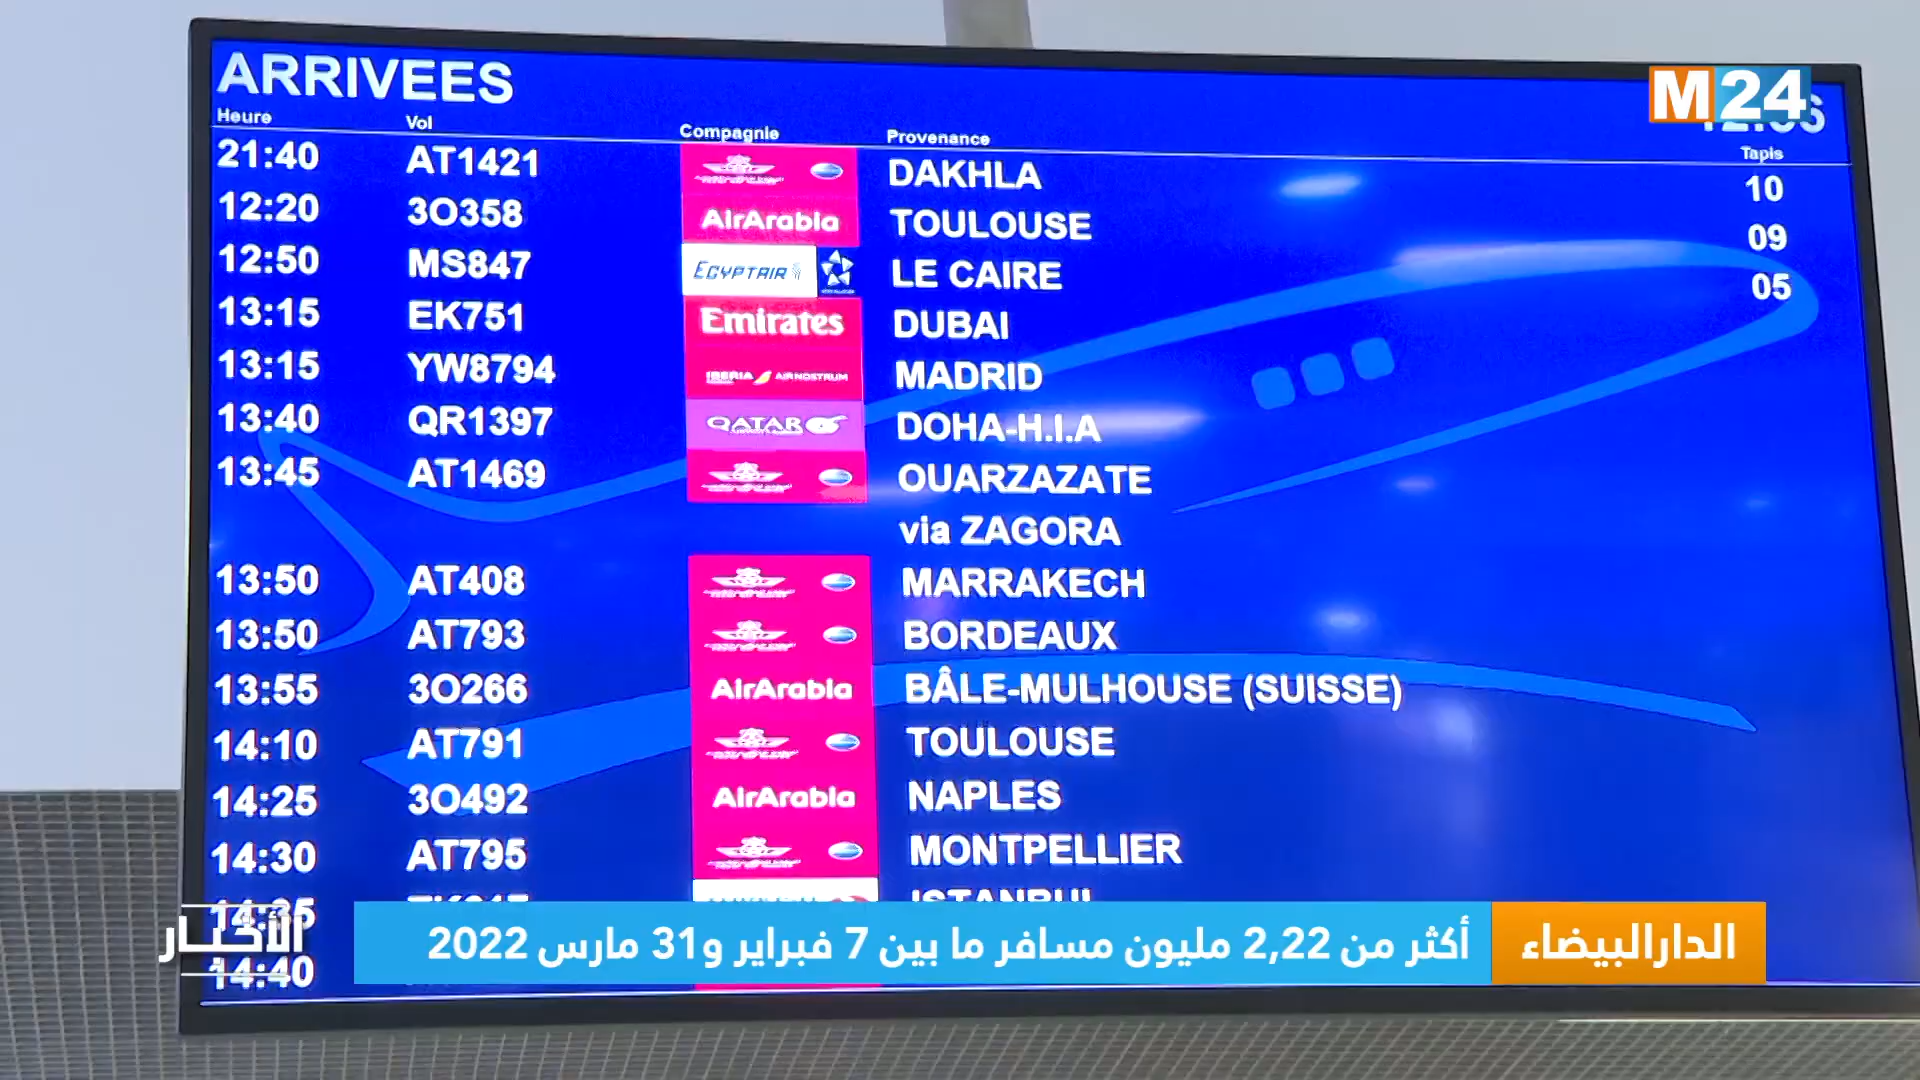 ARRIVEES
M24
Heure Vol Compagnie Provenance Tapis
21:40 AT1421 DAKHLA 10
12:20 3O358 AirArabia TOULOUSE 09
12:50 MS847 EGYPTAIR LE CAIRE 05
13:15 EK751 Emirates DUBAI
13:15 YW8794 IBERIA AIR NOSTRUM MADRID
13:40 QR1397 QATAR DOHA-H.I.A
13:45 AT1469 OUARZAZATE
via ZAGORA
13:50 AT408 MARRAKECH
13:50 AT793 BORDEAUX
13:55 3O266 AirArabia BÂLE-MULHOUSE (SUISSE)
14:10 AT791 TOULOUSE
14:25 3O492 AirArabia NAPLES
14:30 AT795 MONTPELLIER
14:35 ISTANBUL
14:40
الأخبار
الدارالبيضاء
أكثر من 2,22 مليون مسافر ما بين 7 فبراير و31 مارس 2022